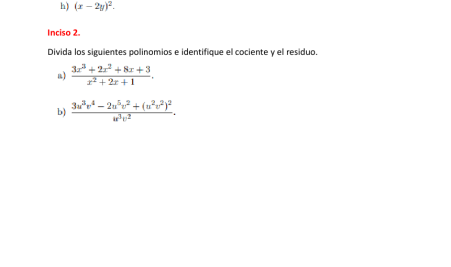 h) (x − 2y)².
Inciso 2.
Divida los siguientes polinomios e identifique el cociente y el residuo.
a) (3x³ + 2x² + 8x + 3)/(x² + 2x + 1).
b) (3u³v⁴ − 2u⁵v² + (u²v²)²)/(u³v²).